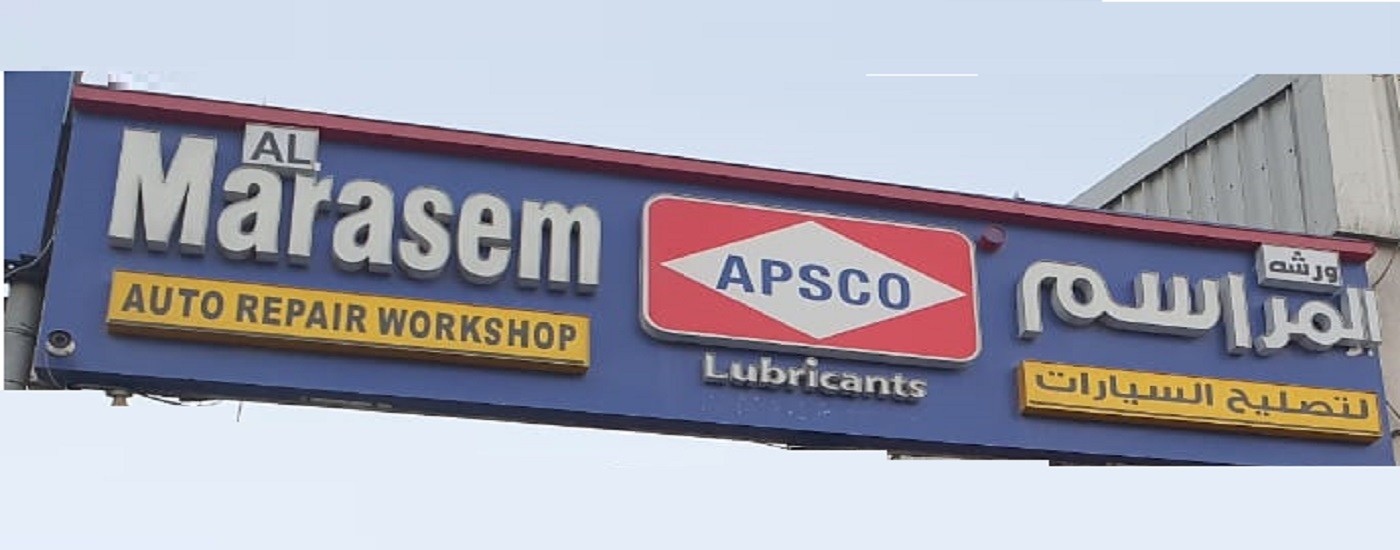 AL.
Marasem
AUTO REPAIR WORKSHOP
APSCO
Lubricants
ورشه
المراسم
لتصليح السيارات